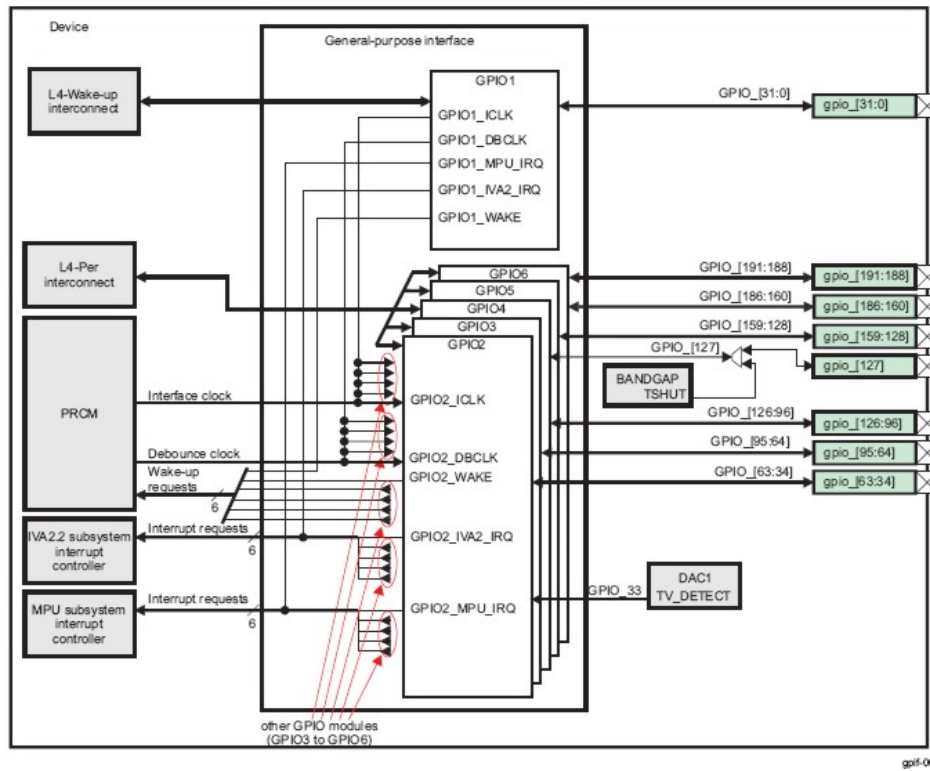 Device
General-purpose interface
L4-Wake-up
interconnect
GPIO1
GPIO1_ICLK
GPIO1_DBCLK
GPIO1_MPU_IRQ
GPIO1_IVA2_IRQ
GPIO1_WAKE
GPIO_[31:0]
gpio_[31:0]
L4-Per
interconnect
GPIO6
GPIO5
GPIO4
GPIO3
GPIO2
GPIO_[191:188]
gpio_[191:188]
GPIO_[186:160]
gpio_[186:160]
GPIO_[159:128]
gpio_[159:128]
GPIO_[127]
gpio_[127]
BANDGAP
TSHUT
PRCM
Interface clock
GPIO2_ICLK
GPIO_[126:96]
gpio_[126:96]
GPIO_[95:64]
gpio_[95:64]
GPIO_[63:34]
gpio_[63:34]
Debounce clock
GPIO2_DBCLK
Wake-up
requests
6
GPIO2_WAKE
IVA2.2 subsystem
interrupt
controller
Interrupt requests
6
GPIO2_IVA2_IRQ
MPU subsystem
interrupt
controller
Interrupt requests
6
GPIO2_MPU_IRQ
GPIO_33
DAC1
TV_DETECT
other GPIO modules
(GPIO3 to GPIO6)